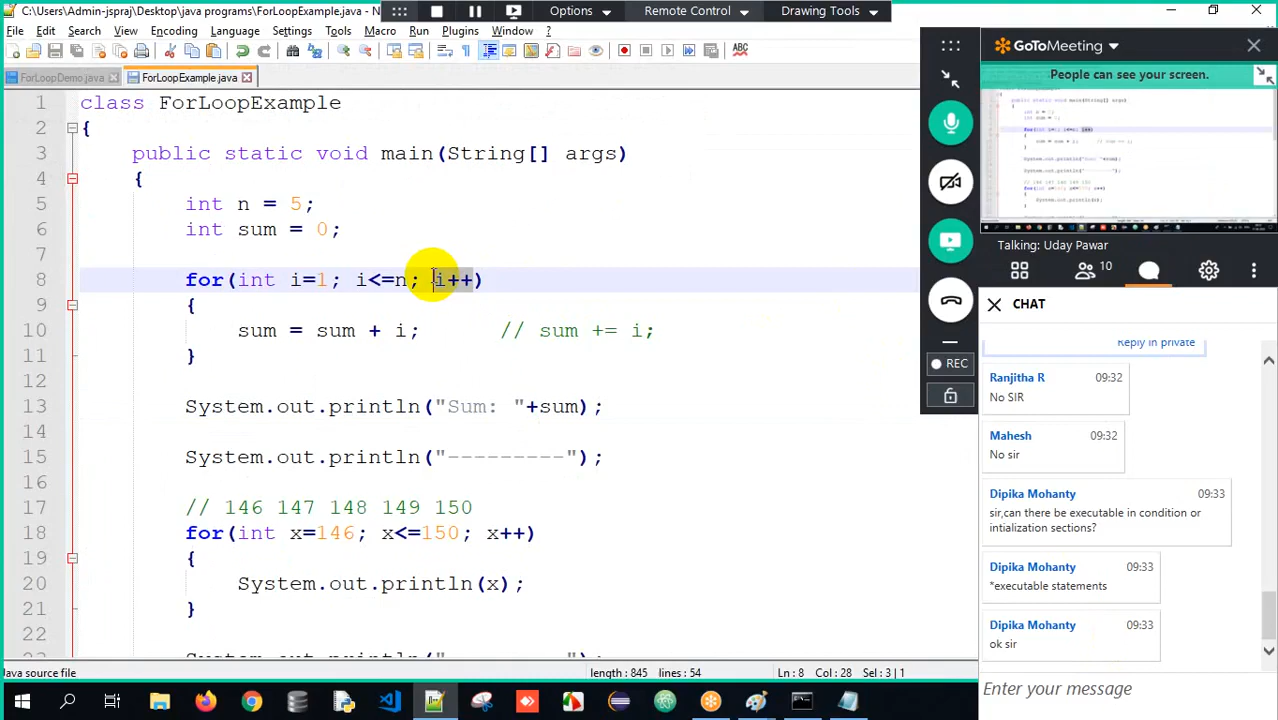 C:\Users\Admin-jspraj\Desktop\java programs\ForLoopExample.java - N
Options
Remote Control
Drawing Tools
File Edit Search View Encoding Language Settings Tools Macro Run Plugins Window ?
ForLoopDemo.java
ForLoopExample.java
1 class ForLoopExample
2 {
3 public static void main(String[] args)
4 {
5 int n = 5;
6 int sum = 0;
7
8 for(int i=1; i<=n; i++)
9 {
10 sum = sum + i; // sum += i;
11 }
12
13 System.out.println("Sum: "+sum);
14
15 System.out.println("---------");
16
17 // 146 147 148 149 150
18 for(int x=146; x<=150; x++)
19 {
20 System.out.println(x);
21 }
22
Java source file
length : 845 lines : 54
Ln : 8 Col : 28 Sel : 3 | 1
REC
GoToMeeting
People can see your screen.
Talking: Uday Pawar
10
CHAT
Reply in private
Ranjitha R 09:32
No SIR
Mahesh 09:32
No sir
Dipika Mohanty 09:33
sir,can there be executable in condition or
intialization sections?
Dipika Mohanty 09:33
*executable statements
Dipika Mohanty 09:33
ok sir
Enter your message